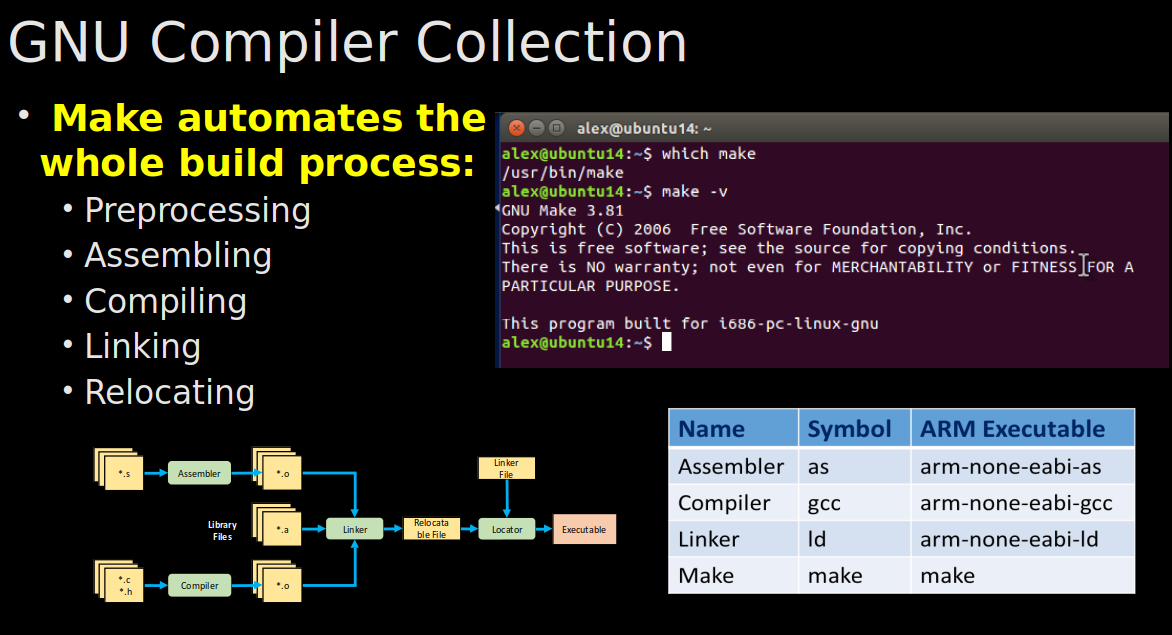 GNU Compiler Collection
• Make automates the
whole build process:
• Preprocessing
• Assembling
• Compiling
• Linking
• Relocating
alex@ubuntu14: ~
alex@ubuntu14:~$ which make
/usr/bin/make
alex@ubuntu14:~$ make -v
GNU Make 3.81
Copyright (C) 2006  Free Software Foundation, Inc.
This is free software; see the source for copying conditions.
There is NO warranty; not even for MERCHANTABILITY or FITNESS FOR A
PARTICULAR PURPOSE.
This program built for i686-pc-linux-gnu
alex@ubuntu14:~$
*.s
Assembler
*.o
Linker
File
Library
Files
*.a
Linker
Relocata
ble File
Locator
Executable
*.c
*.h
Compiler
*.o
Name Symbol ARM Executable
Assembler as arm-none-eabi-as
Compiler gcc arm-none-eabi-gcc
Linker ld arm-none-eabi-ld
Make make make